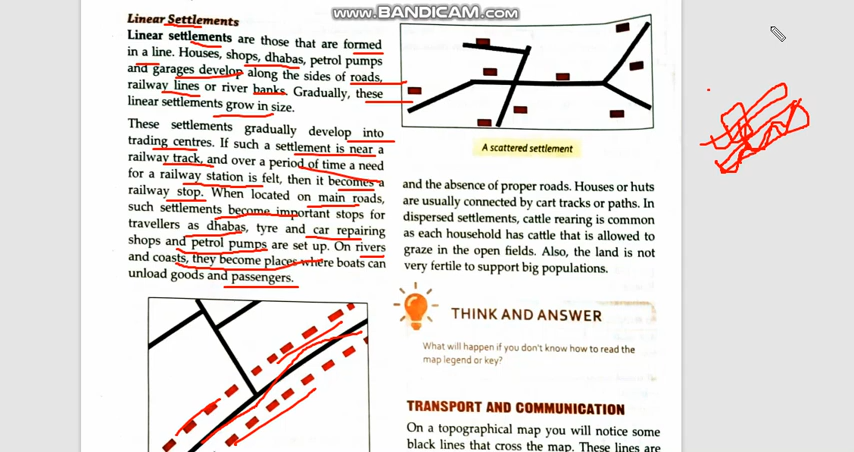 www.BANDICAM.com
Linear Settlements
Linear settlements are those that are formed
in a line. Houses, shops, dhabas, petrol pumps
and garages develop along the sides of roads,
railway lines or river banks. Gradually, these
linear settlements grow in size.
These settlements gradually develop into
trading centres. If such a settlement is near a
railway track, and over a period of time a need
for a railway station is felt, then it becomes a
railway stop. When located on main roads,
such settlements become important stops for
travellers as dhabas, tyre and car repairing
shops and petrol pumps are set up. On rivers
and coasts, they become places where boats can
unload goods and passengers.
A scattered settlement
and the absence of proper roads. Houses or huts
are usually connected by cart tracks or paths. In
dispersed settlements, cattle rearing is common
as each household has cattle that is allowed to
graze in the open fields. Also, the land is not
very fertile to support big populations.
THINK AND ANSWER
What will happen if you don't know how to read the
map legend or key?
TRANSPORT AND COMMUNICATION
On a topographical map you will notice some
black lines that cross the map. These lines are